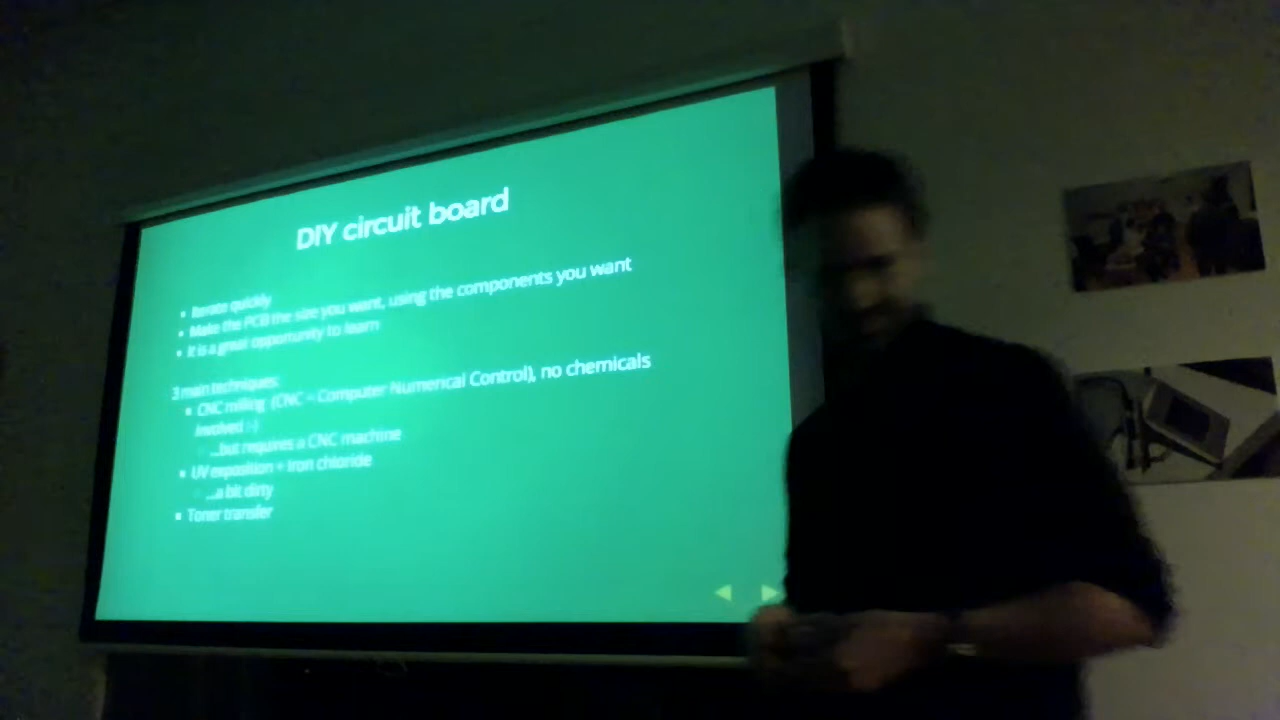 DIY circuit board
Iterate quickly
Make the PCB the size you want, using the components you want
It is a great opportunity to learn
3 main techniques:
CNC milling (CNC = Computer Numerical Control), no chemicals
involved :-)
...but requires a CNC machine
UV exposition + Iron chloride
...a bit dirty
Toner transfer